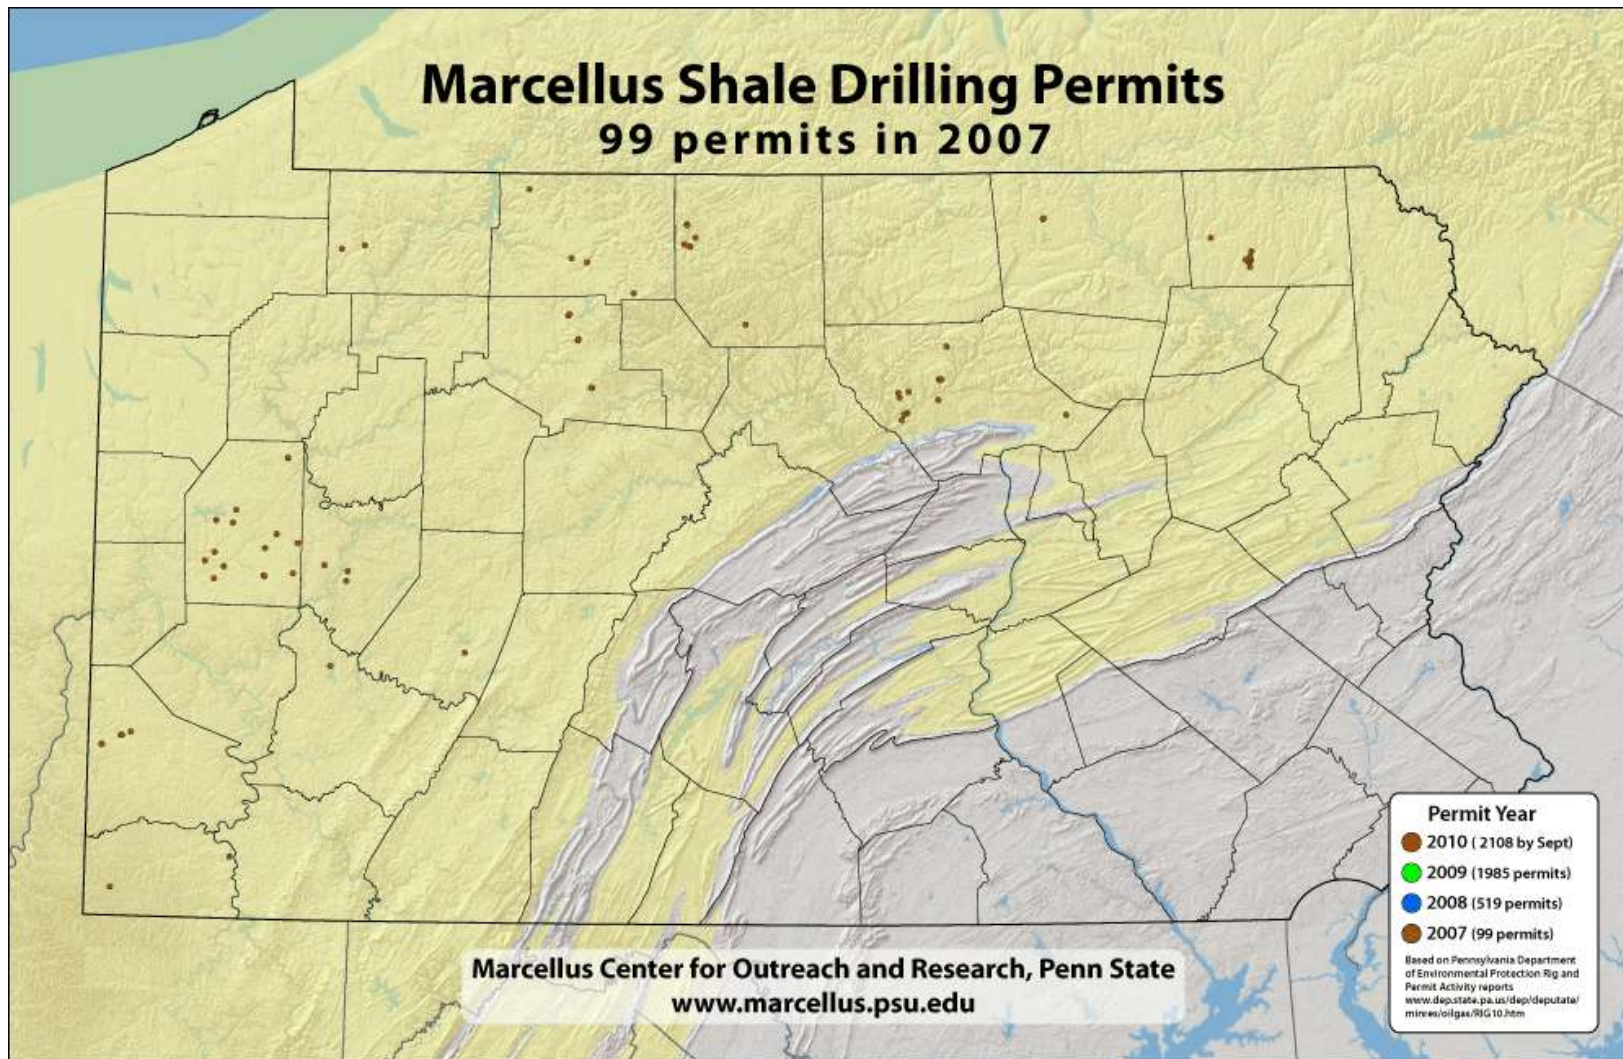 Marcellus Shale Drilling Permits
99 permits in 2007
Permit Year
2010 ( 2108 by Sept)
2009 (1985 permits)
2008 (519 permits)
2007 (99 permits)
Based on Pennsylvania Department
of Environmental Protection Rig and
Permit Activity reports
www.dep.state.pa.us/dep/deputate/
minres/oilgas/RIG10.htm
Marcellus Center for Outreach and Research, Penn State
www.marcellus.psu.edu